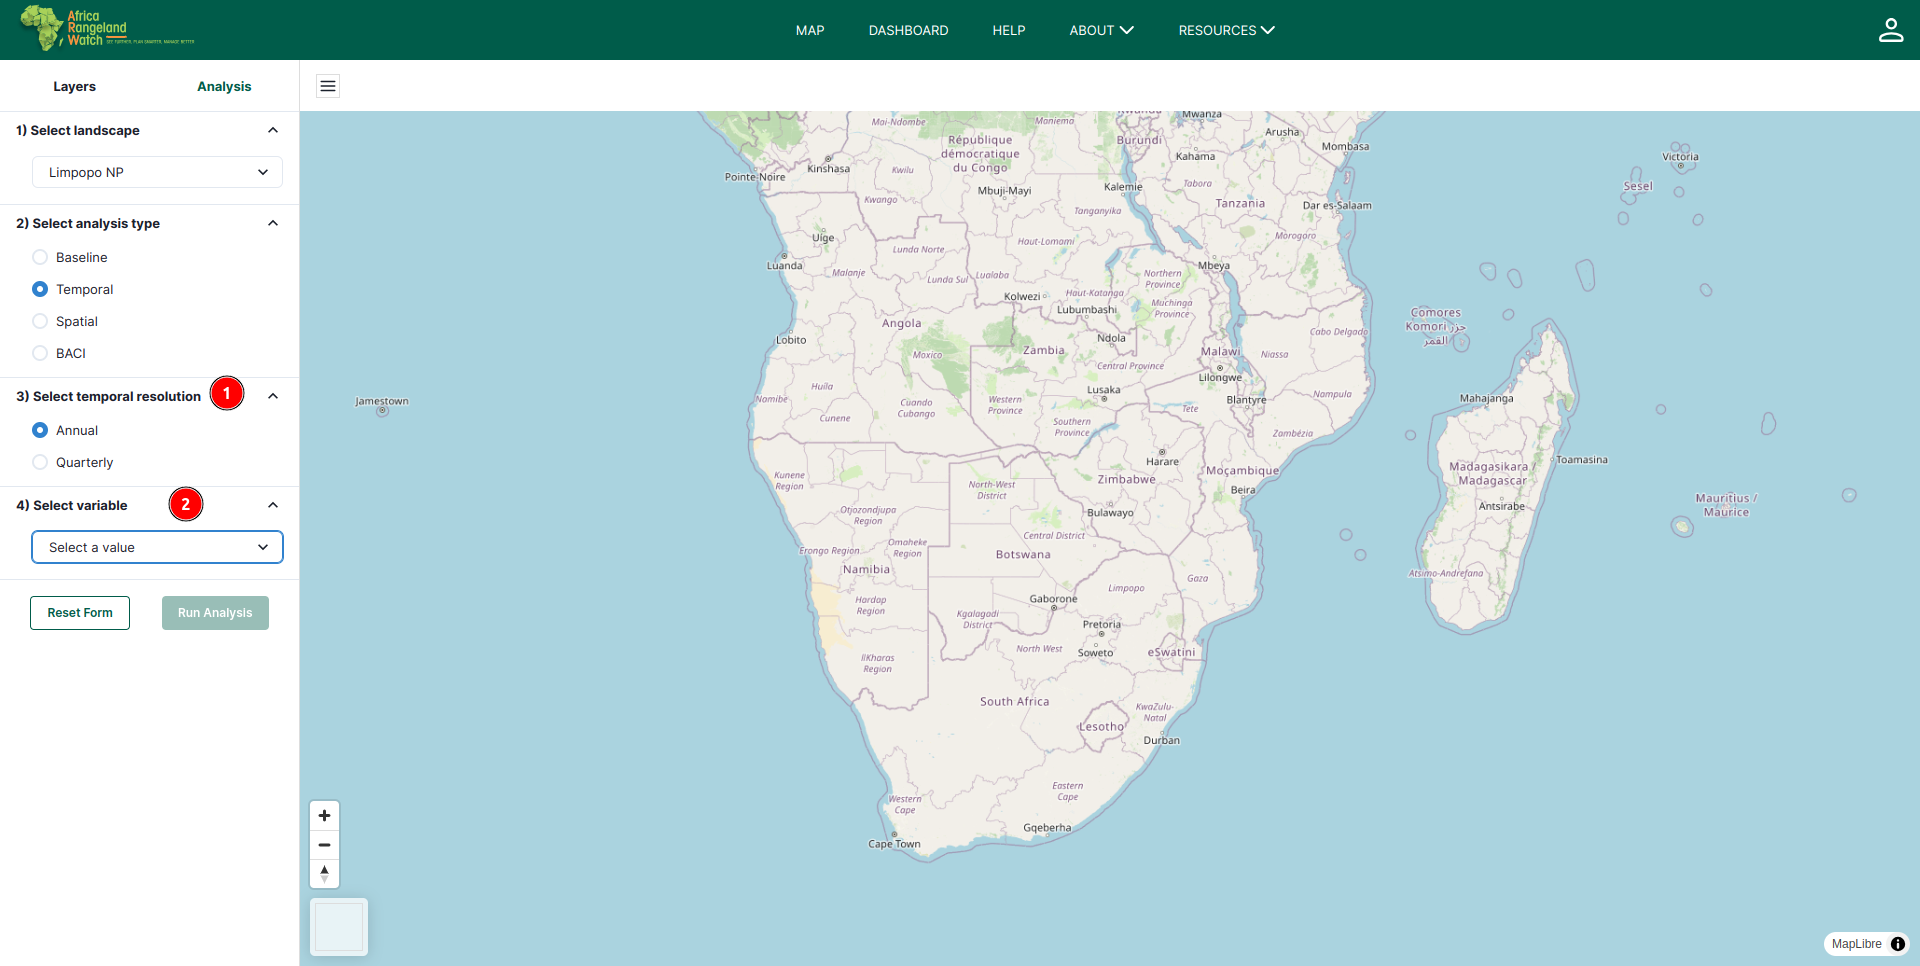 Africa
Rangeland
Watch
SEE FURTHER, PLAN SMARTER, MANAGE BETTER
MAP
DASHBOARD
HELP
ABOUT
RESOURCES
Layers
Analysis
1) Select landscape
Limpopo NP
2) Select analysis type
Baseline
Temporal
Spatial
BACI
3) Select temporal resolution
1
Annual
Quarterly
4) Select variable
2
Select a value
Reset Form
Run Analysis
Mai-Ndombe
Maniema
Mwanza
Arusha
République
démocratique
du Congo
Burundi
Mombasa
Kinshasa
Kwilu
Kahama
Victoria
Pointe-Noire
Mbuji-Mayi
Kalemie
Tabora
Sesel
Kwango
Tanganyika
Tanzania
Dar es-Salaam
Uíge
Lunda Norte
Haut-Lomami
Morogoro
Luanda
Malanje
Lunda Sul
Lualaba
Northern
Province
Mbeya
Kolwezi
Haut-Katanga
Muchinga
Province
Lubumbashi
Comores
Komori جزر
القمر
Angola
Cabo Delgado
Lobito
Moxico
Zambia
Ndola
Malawi
Niassa
Central Province
Lilongwe
Huíla
Lusaka
Namibe
Cuando
Cubango
Western
Province
Blantyre
Nampula
Mahajanga
Jamestown
Cunene
Southern
Province
Tete
Zambézia
Harare
Toamasina
Kunene
Region
North-West
District
Zimbabwe
Moçambique
Madagasikara /
Madagascar
Beira
Mauritius /
Maurice
Otjozondjupa
Region
Bulawayo
Antsirabe
Erongo Region
Omaheke
Region
Central District
Botswana
Namibia
Gaza
Atsimo-Andrefana
Hardap
Region
Gaborone
Limpopo
Kgalagadi
District
Pretoria
North West
Soweto
eSwatini
IlKharas
Region
South Africa
KwaZulu-
Natal
Lesotho
Durban
Eastern
Cape
Western
Cape
Gqeberha
Cape Town
MapLibre